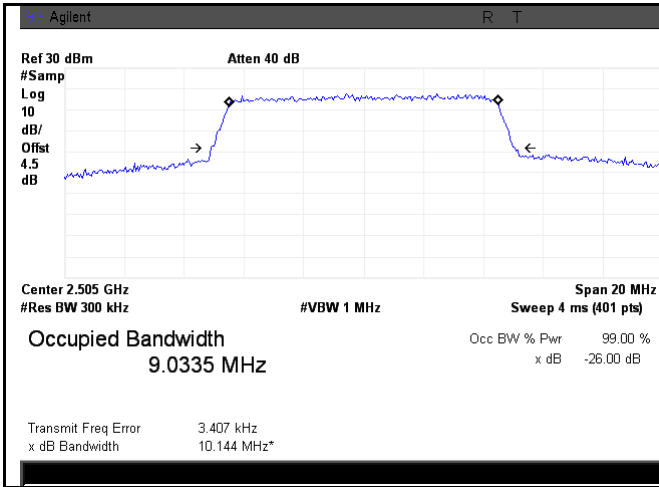 Agilent R T
Ref 30 dBm Atten 40 dB
#Samp
Log
10
dB/
Offst
4.5
dB
Center 2.505 GHz Span 20 MHz
#Res BW 300 kHz #VBW 1 MHz Sweep 4 ms (401 pts)
Occupied Bandwidth Occ BW % Pwr 99.00 %
9.0335 MHz x dB -26.00 dB
Transmit Freq Error 3.407 kHz
x dB Bandwidth 10.144 MHz*